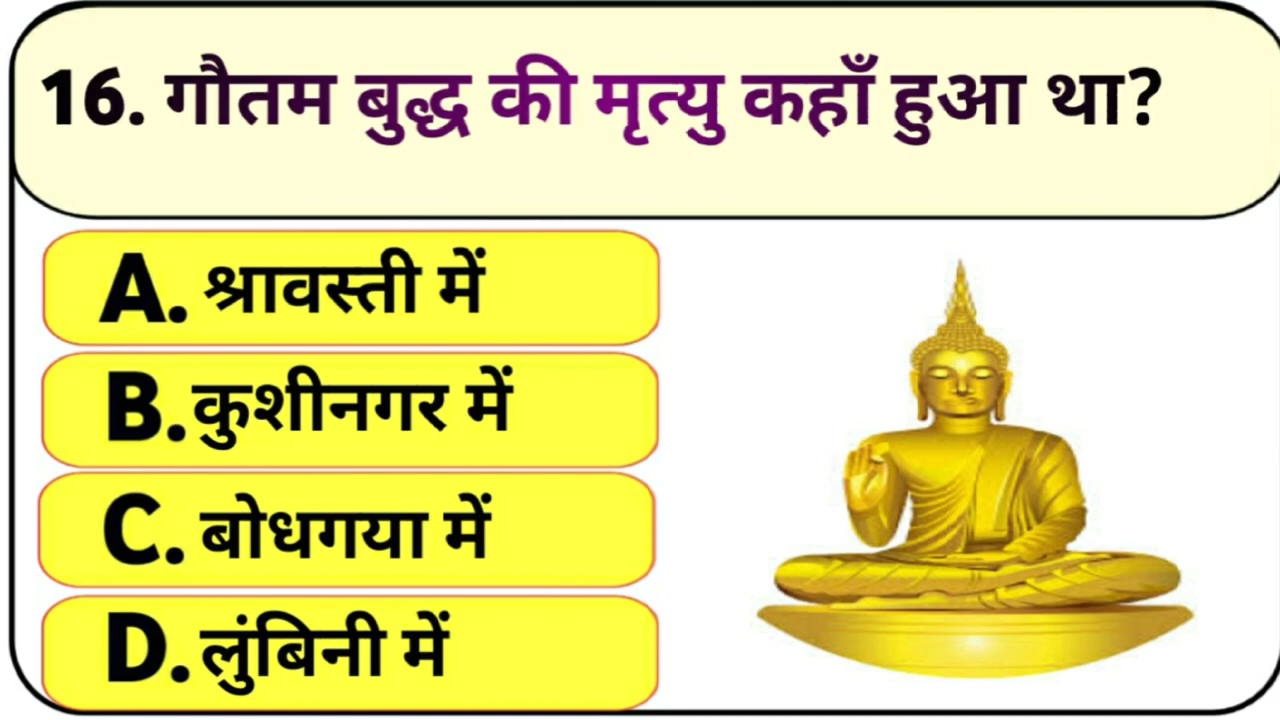 16. गौतम बुद्ध की मृत्यु कहाँ हुआ था?
A. श्रावस्ती में
B. कुशीनगर में
C. बोधगया में
D. लुंबिनी में